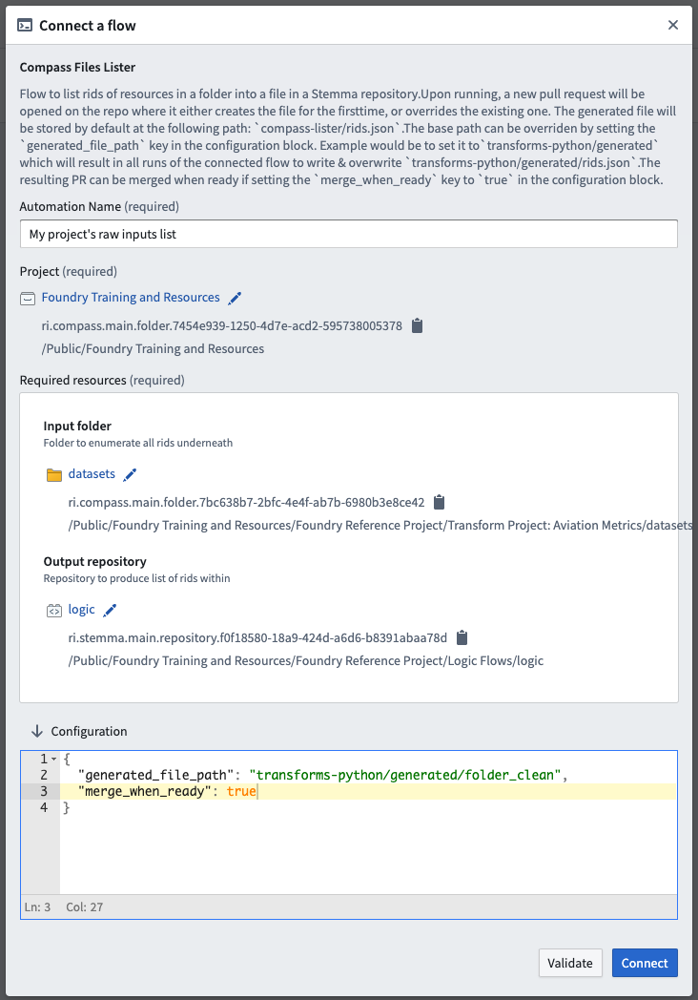 Connect a flow
Compass Files Lister
Flow to list rids of resources in a folder into a file in a Stemma repository.Upon running, a new pull request will be
opened on the repo where it either creates the file for the firsttime, or overrides the existing one. The generated file will
be stored by default at the following path: `compass-lister/rids.json`.The base path can be overriden by setting the
`generated_file_path` key in the configuration block. Example would be to set it to`transforms-python/generated`
which will result in all runs of the connected flow to write & overwrite `transforms-python/generated/rids.json`.The
resulting PR can be merged when ready if setting the `merge_when_ready` key to `true` in the configuration block.
Automation Name (required)
My project's raw inputs list
Project (required)
Foundry Training and Resources
ri.compass.main.folder.7454e939-1250-4d7e-acd2-595738005378
/Public/Foundry Training and Resources
Required resources (required)
Input folder
Folder to enumerate all rids underneath
datasets
ri.compass.main.folder.7bc638b7-2bfc-4e4f-ab7b-6980b3e8ce42
/Public/Foundry Training and Resources/Foundry Reference Project/Transform Project: Aviation Metrics/datasets
Output repository
Repository to produce list of rids within
logic
ri.stemma.main.repository.f0f18580-18a9-424d-a6d6-b8391abaa78d
/Public/Foundry Training and Resources/Foundry Reference Project/Logic Flows/logic
Configuration
1 {
2 "generated_file_path": "transforms-python/generated/folder_clean",
3 "merge_when_ready": true
4 }
Ln: 3 Col: 27
Validate
Connect